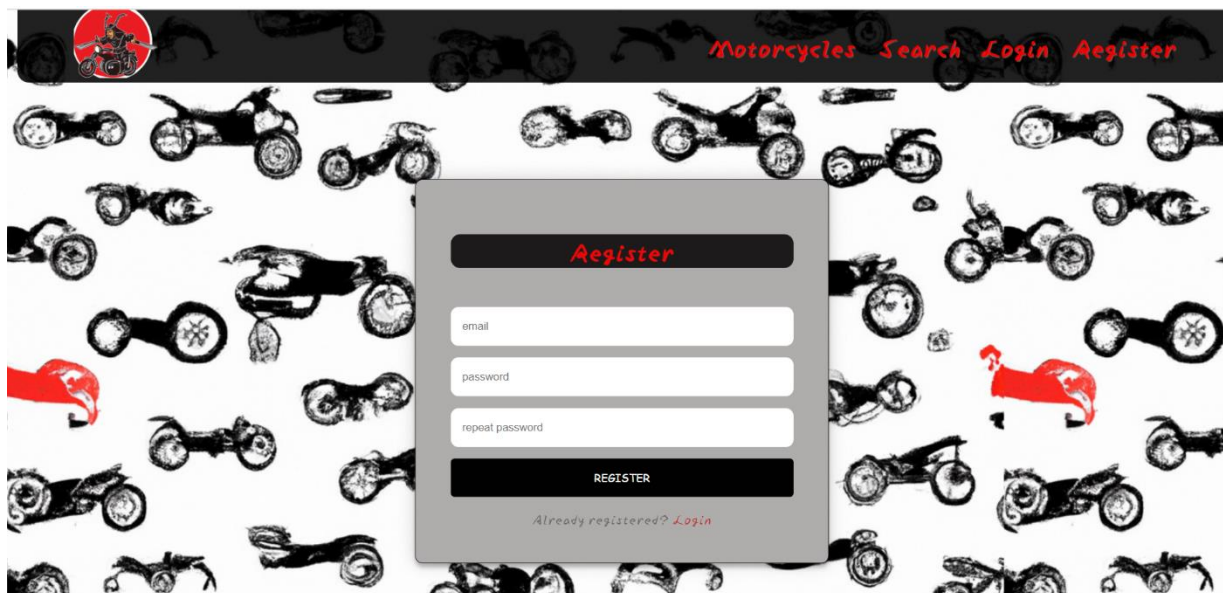 Motorcycles Search Login Register
Register
email
password
repeat password
REGISTER
Already registered? Login